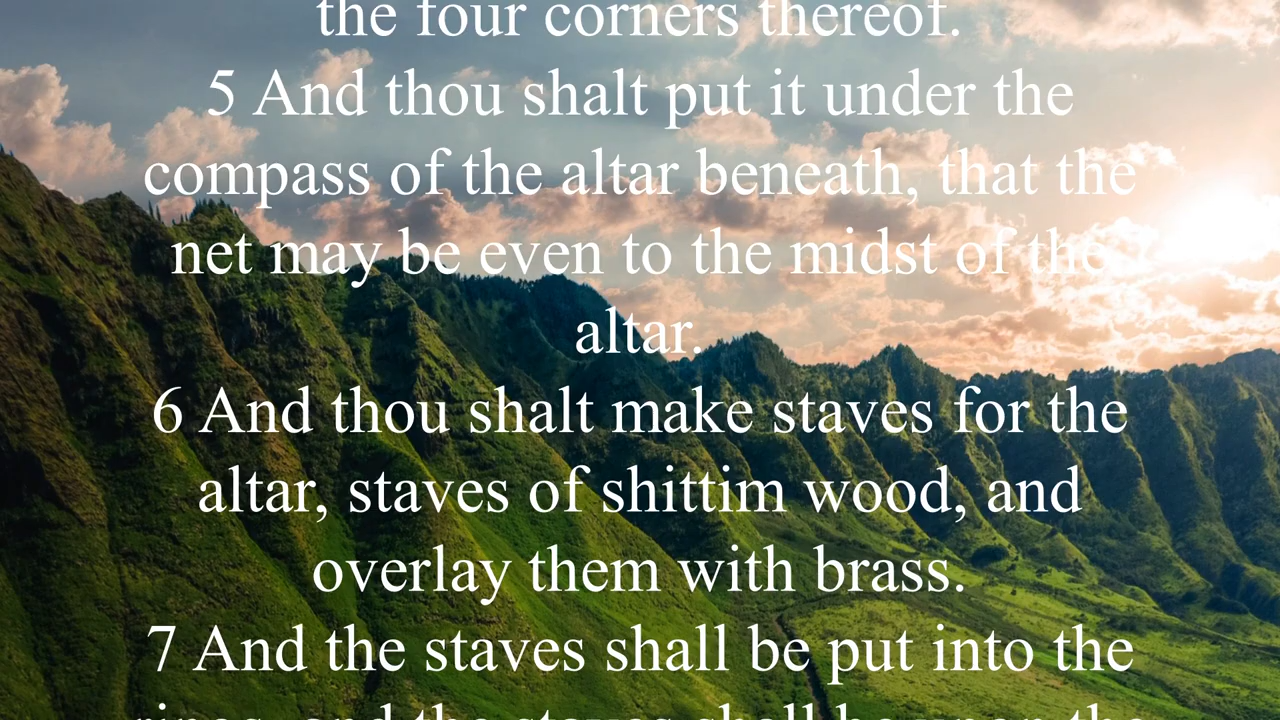 the four corners thereof.
5 And thou shalt put it under the
compass of the altar beneath, that the
net may be even to the midst of the
altar.
6 And thou shalt make staves for the
altar, staves of shittim wood, and
overlay them with brass.
7 And the staves shall be put into the
rings, and the staves shall be upon th